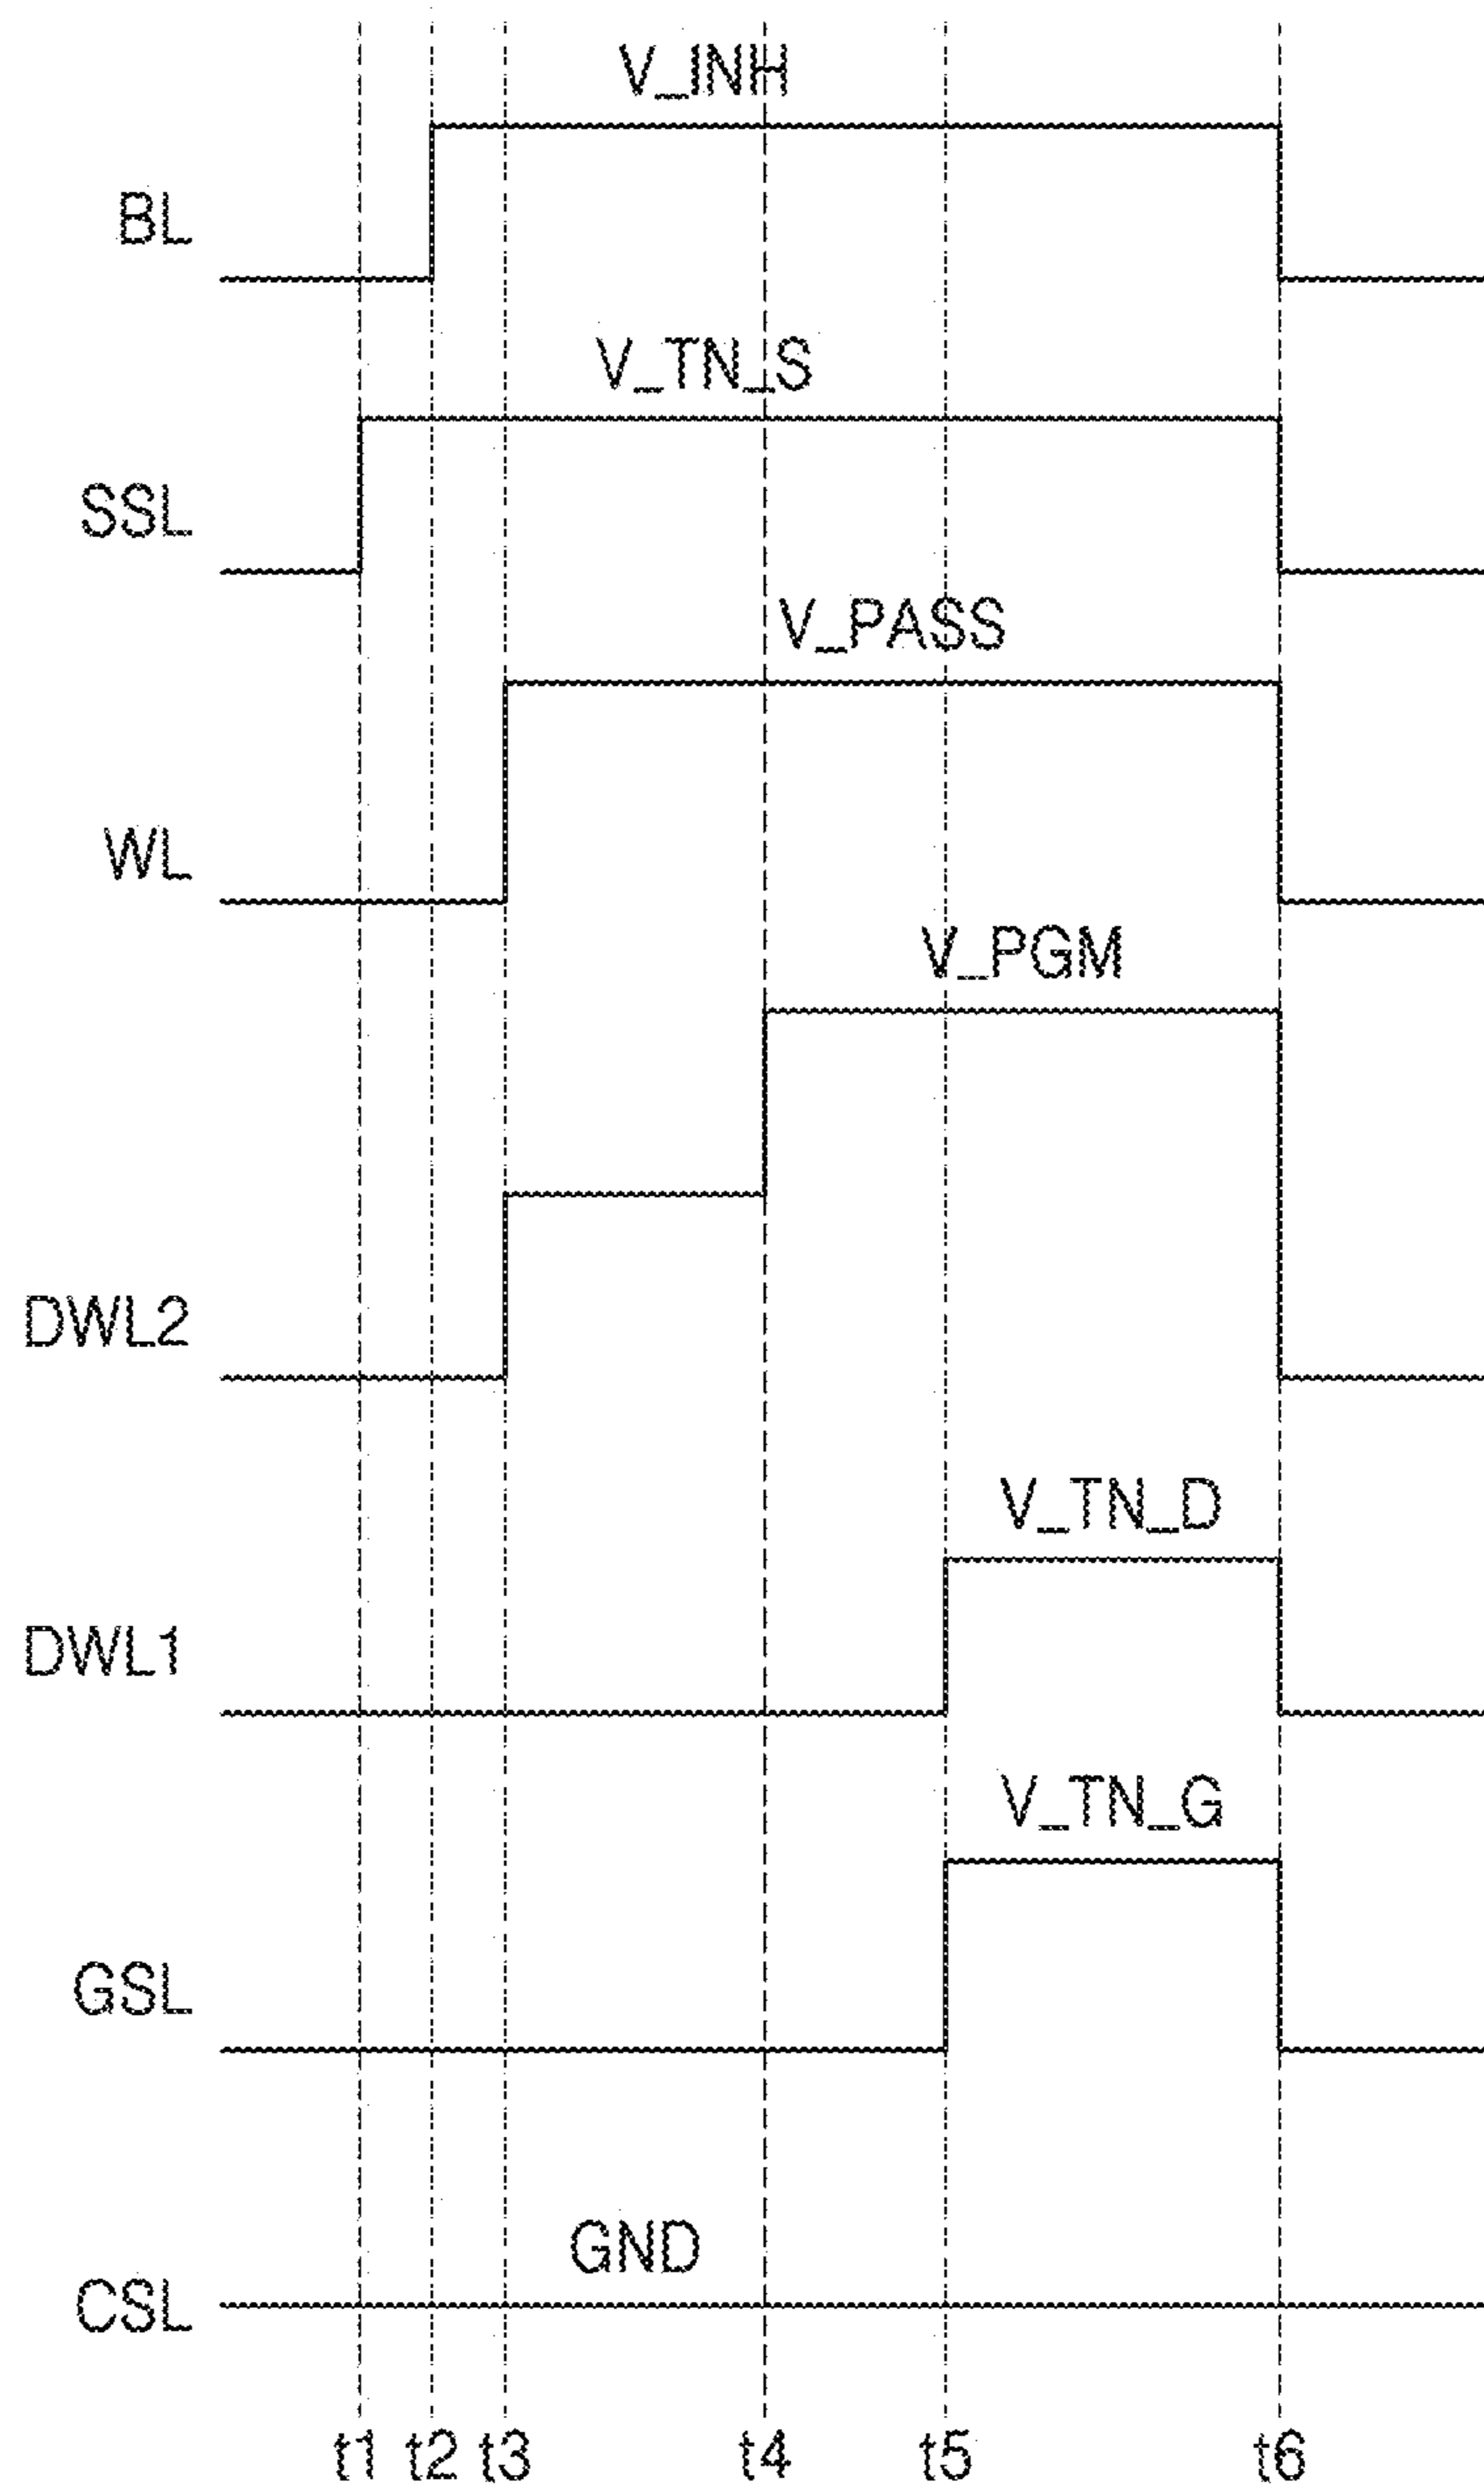 V_INH
BL
V_TN_S
SSL
V_PASS
WL
V_PGM
DWL2
V_TN_D
DWL1
V_TN_G
GSL
GND
CSL
t1 t2 t3 t4 t5 t6